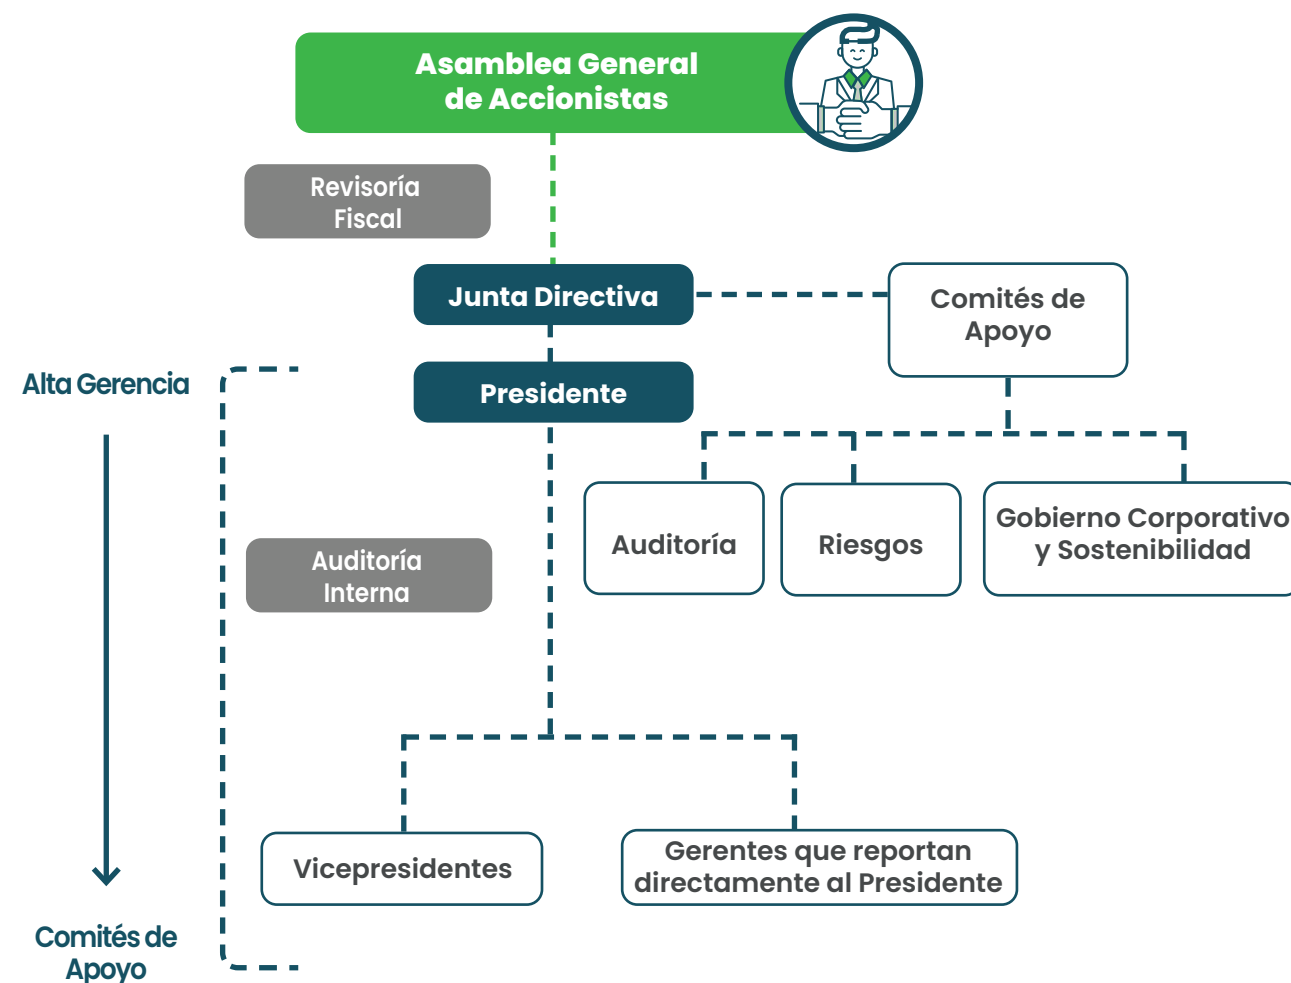 Asamblea General
de Accionistas
Revisoría
Fiscal
Junta Directiva
Comités de
Apoyo
Alta Gerencia
Presidente
Auditoría
Riesgos
Gobierno Corporativo
y Sostenibilidad
Auditoría
Interna
Vicepresidentes
Gerentes que reportan
directamente al Presidente
Comités de
Apoyo